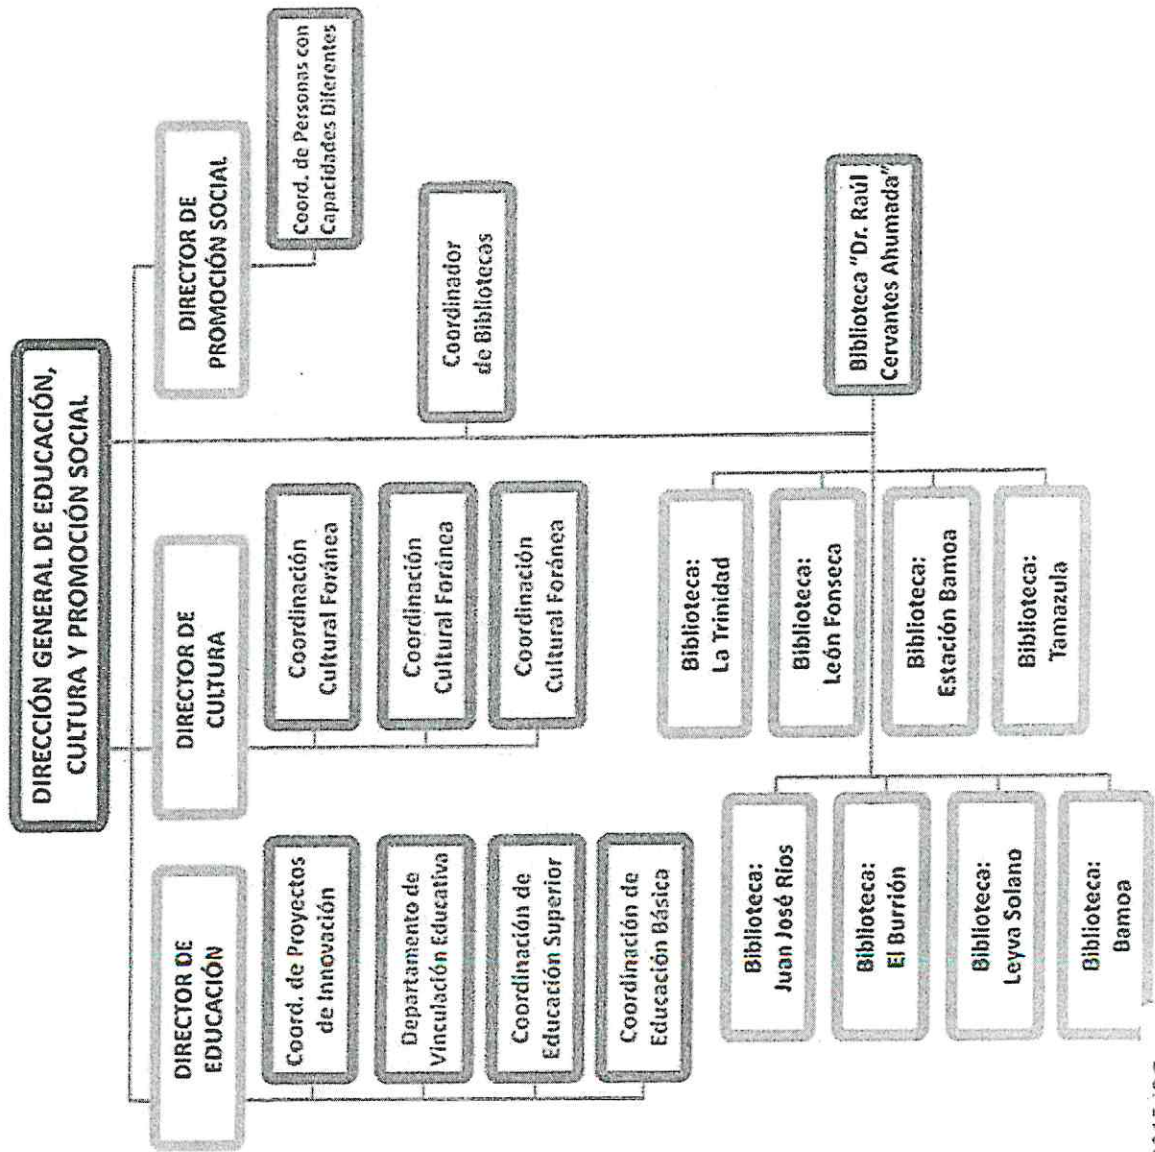 DIRECCIÓN GENERAL DE EDUCACIÓN,
CULTURA Y PROMOCIÓN SOCIAL
DIRECTOR DE
EDUCACIÓN
Coord. de Proyectos
de Innovación
Departamento de
Vinculación Educativa
Coordinación de
Educación Superior
Coordinación de
Educación Básica
DIRECTOR DE
CULTURA
Coordinación
Cultural Foránea
Coordinación
Cultural Foránea
Coordinación
Cultural Foránea
DIRECTOR DE
PROMOCIÓN SOCIAL
Coord. de Personas con
Capacidades Diferentes
Coordinador
de Bibliotecas
Biblioteca "Dr. Raúl
Cervantes Ahumada"
Biblioteca:
Juan José Ríos
Biblioteca:
El Burrión
Biblioteca:
Leyva Solano
Biblioteca:
Bamoa
Biblioteca:
La Trinidad
Biblioteca:
León Fonseca
Biblioteca:
Estación Bamoa
Biblioteca:
Tamazula